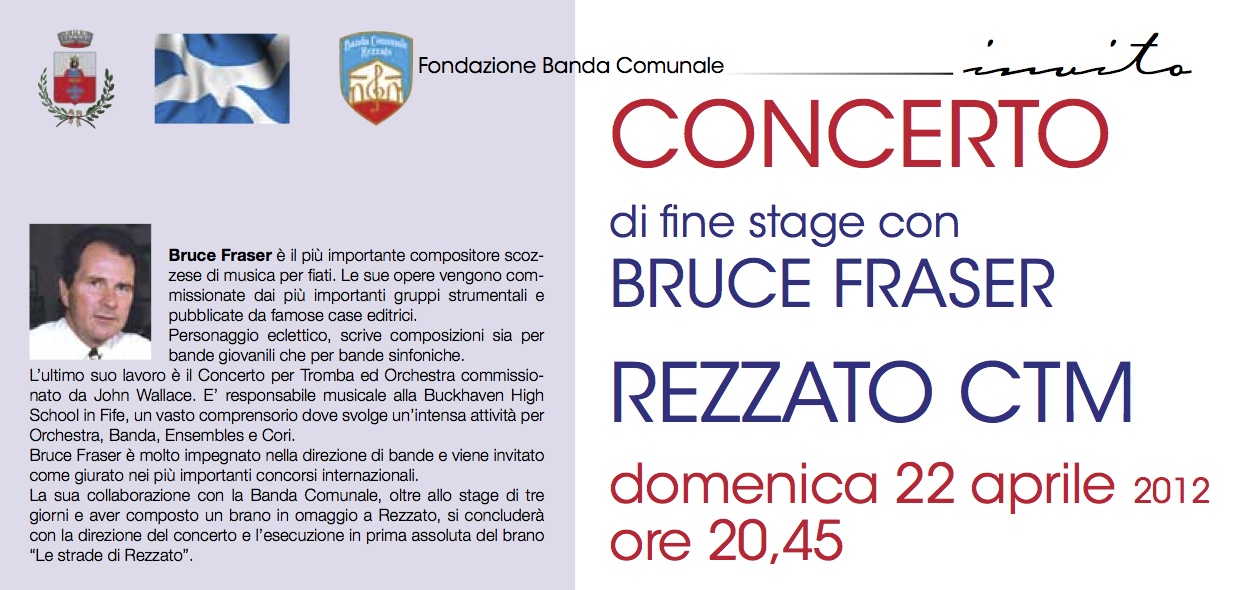 Banda Comunale
Rezzato
Fondazione Banda Comunale
invito
CONCERTO
di fine stage con
BRUCE FRASER
REZZATO CTM
domenica 22 aprile 2012
ore 20,45
Bruce Fraser è il più importante compositore scoz-
zese di musica per fiati. Le sue opere vengono com-
missionate dai più importanti gruppi strumentali e
pubblicate da famose case editrici.
Personaggio eclettico, scrive composizioni sia per
bande giovanili che per bande sinfoniche.
L’ultimo suo lavoro è il Concerto per Tromba ed Orchestra commissio-
nato da John Wallace. E’ responsabile musicale alla Buckhaven High
School in Fife, un vasto comprensorio dove svolge un’intensa attività per
Orchestra, Banda, Ensembles e Cori.
Bruce Fraser è molto impegnato nella direzione di bande e viene invitato
come giurato nei più importanti concorsi internazionali.
La sua collaborazione con la Banda Comunale, oltre allo stage di tre
giorni e aver composto un brano in omaggio a Rezzato, si concluderà
con la direzione del concerto e l’esecuzione in prima assoluta del brano
“Le strade di Rezzato”.